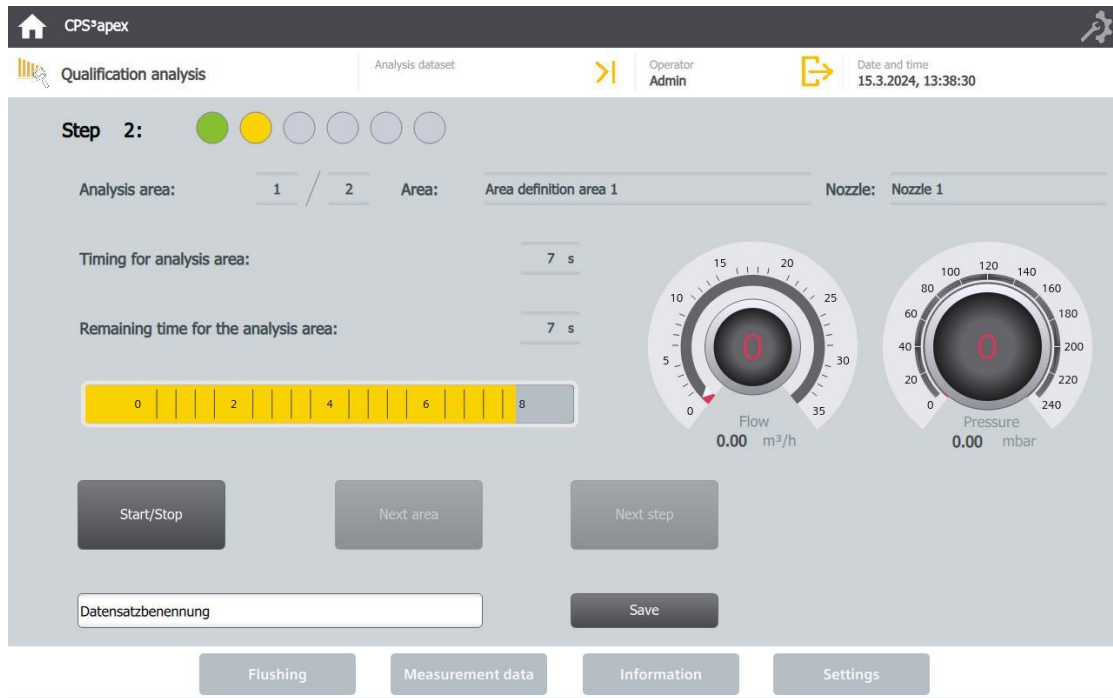 CPS³apex
Qualification analysis
Analysis dataset
Operator
Admin
Date and time
15.3.2024, 13:38:30
Step 2:
Analysis area: 1 / 2 Area: Area definition area 1 Nozzle: Nozzle 1
Timing for analysis area: 7 s
Remaining time for the analysis area: 7 s
0 2 4 6 8
0 5 10 15 20 25 30 35
0
Flow
0.00 m³/h
0 20 40 60 80 100 120 140 160 180 200 220 240
0
Pressure
0.00 mbar
Start/Stop Next area Next step
Datensatzbenennung Save
Flushing Measurement data Information Settings